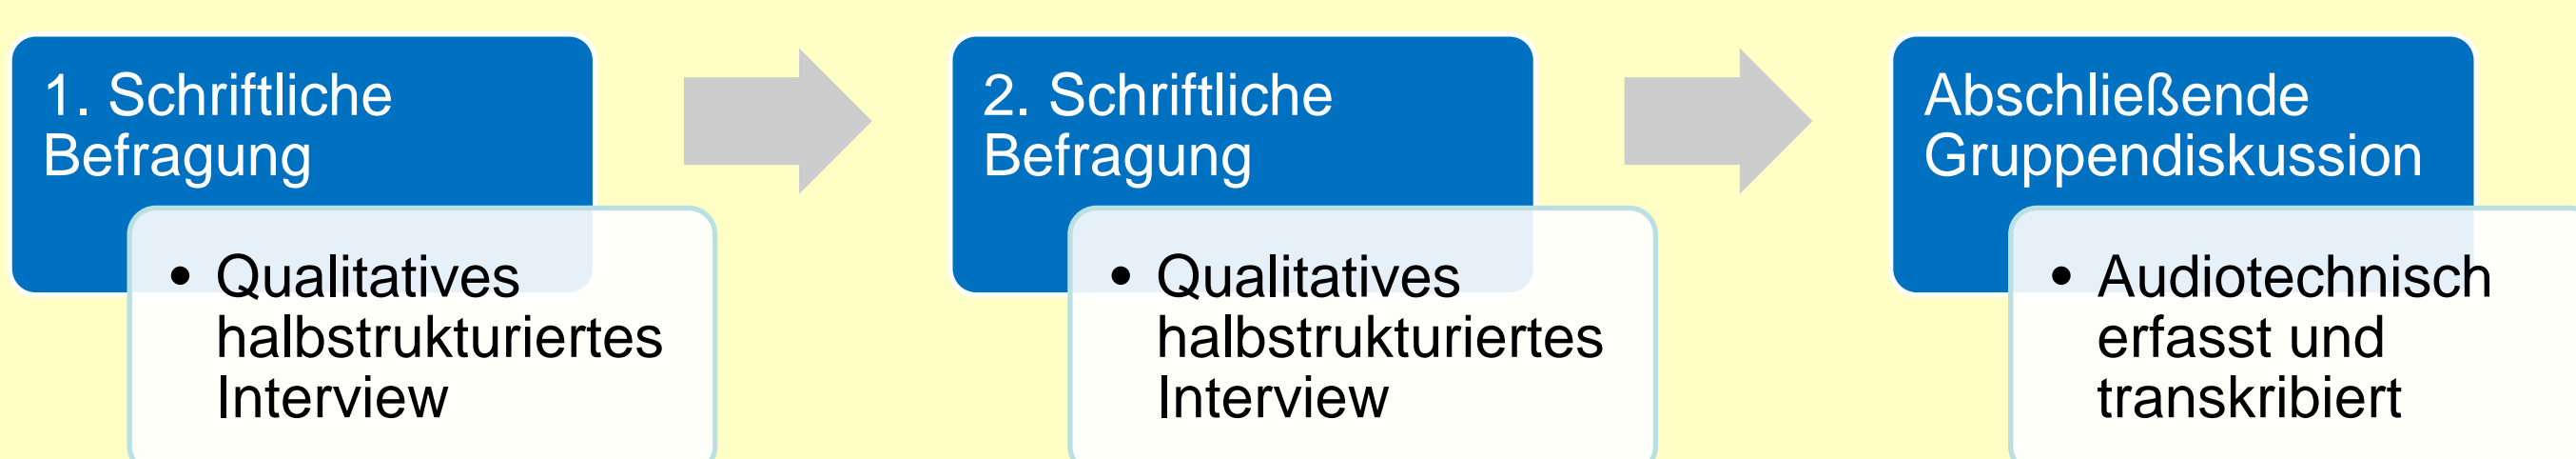 1. Schriftliche
Befragung
• Qualitatives
halbstrukturiertes
Interview
2. Schriftliche
Befragung
• Qualitatives
halbstrukturiertes
Interview
Abschließende
Gruppendiskussion
• Audiotechnisch
erfasst und
transkribiert